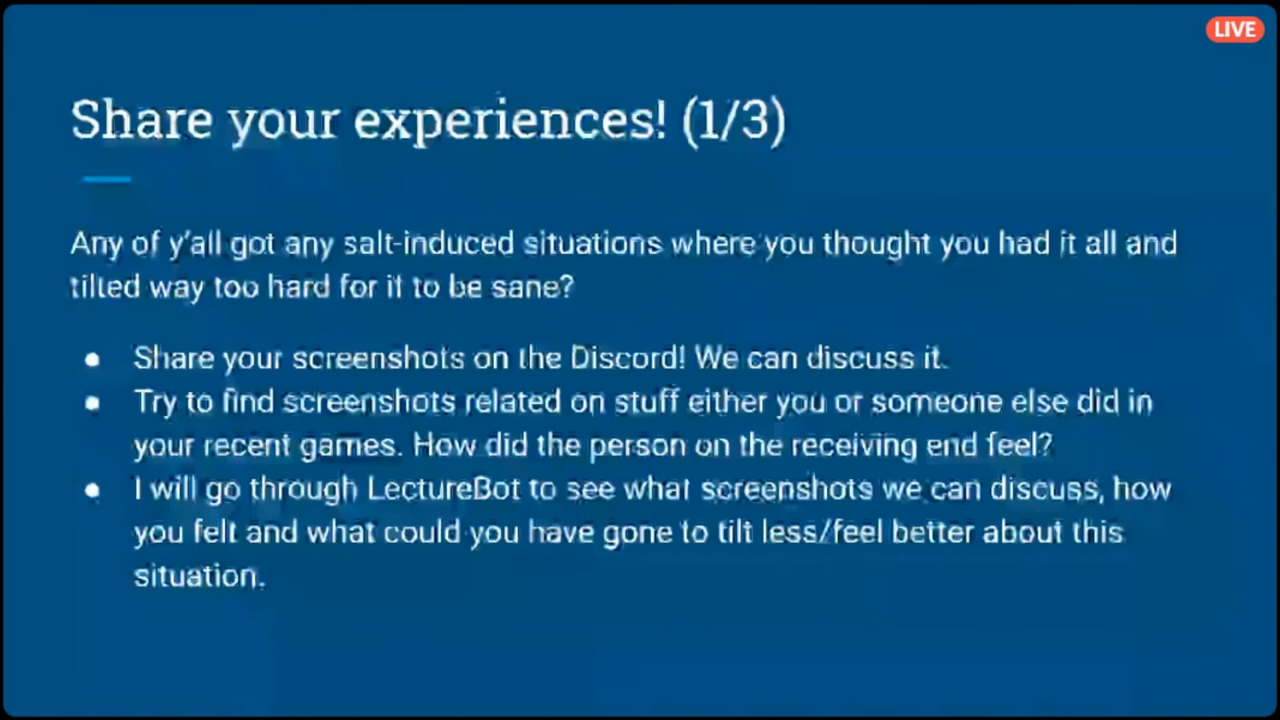 LIVE
Share your experiences! (1/3)
Any of y'all got any salt-induced situations where you thought you had it all and
tilted way too hard for it to be sane?
● Share your screenshots on the Discord! We can discuss it.
● Try to find screenshots related on stuff either you or someone else did in
your recent games. How did the person on the receiving end feel?
● I will go through LectureBot to see what screenshots we can discuss, how
you felt and what could you have gone to tilt less/feel better about this
situation.